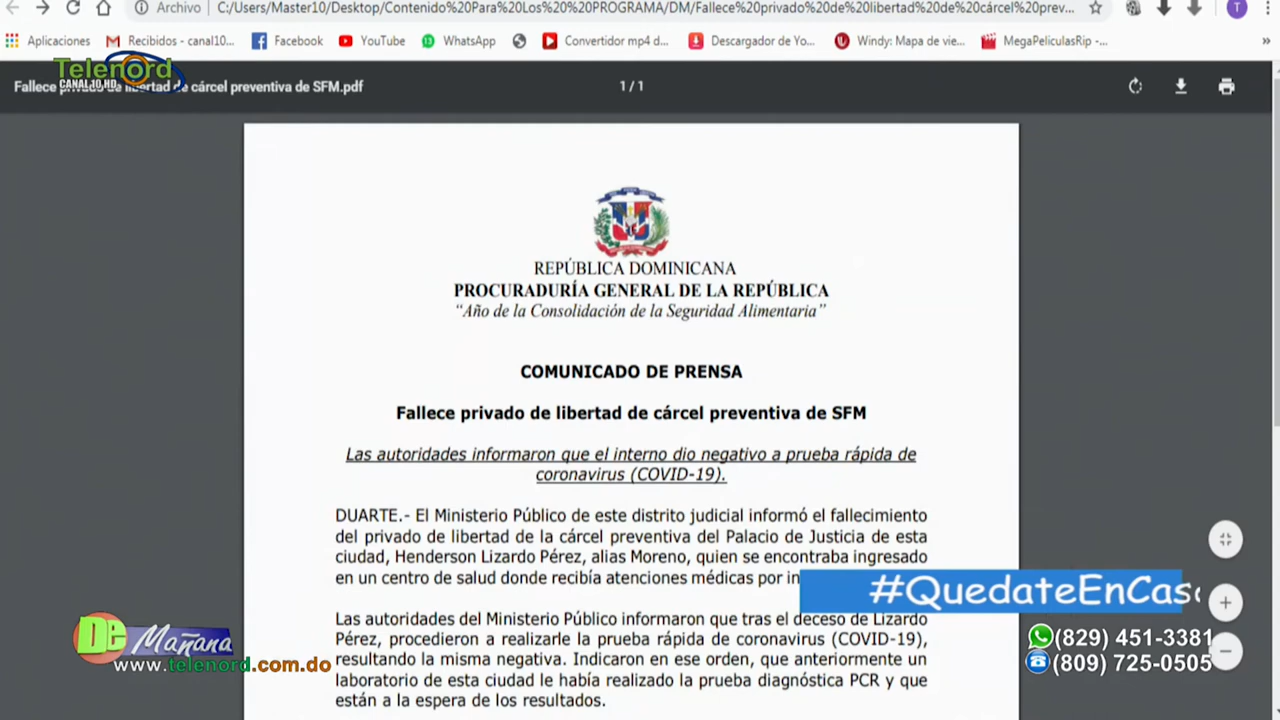 Archivo
C:/Users/Master10/Desktop/Contenido%20Para%20Los%20%20PROGRAMA/DM/Fallece%20privado%20de%20libertad%20de%20cárcel%20prev...
T
Aplicaciones
Recibidos - canal10...
Facebook
YouTube
WhatsApp
Convertidor mp4 d...
Descargador de Yo...
Windy: Mapa de vie...
MegaPeliculasRip -...
»
Telenord
CANAL 10 HD
Fallece privado de libertad de cárcel preventiva de SFM.pdf
1 / 1
REPÚBLICA DOMINICANA
PROCURADURÍA GENERAL DE LA REPÚBLICA
“Año de la Consolidación de la Seguridad Alimentaria”
COMUNICADO DE PRENSA
Fallece privado de libertad de cárcel preventiva de SFM
Las autoridades informaron que el interno dio negativo a prueba rápida de
coronavirus (COVID-19).
DUARTE.- El Ministerio Público de este distrito judicial informó el fallecimiento
del privado de libertad de la cárcel preventiva del Palacio de Justicia de esta
ciudad, Henderson Lizardo Pérez, alias Moreno, quien se encontraba ingresado
en un centro de salud donde recibía atenciones médicas por
#QuedateEnCasa
Las autoridades del Ministerio Público informaron que tras el deceso de Lizardo
Pérez, procedieron a realizarle la prueba rápida de coronavirus (COVID-19),
resultando la misma negativa. Indicaron en ese orden, que anteriormente un
laboratorio de esta ciudad le había realizado la prueba diagnóstica PCR y que
están a la espera de los resultados.
De Mañana
www.telenord.com.do
(829) 451-3381
(809) 725-0505